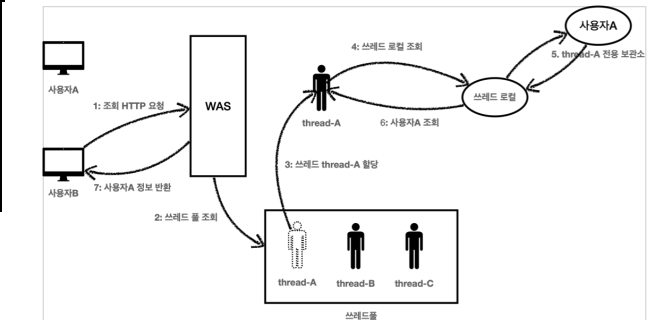 사용자A
4: 쓰레드 로컬 조회
5. thread-A 전용 보관소
사용자A
1: 조회 HTTP 요청
WAS
쓰레드 로컬
thread-A
6: 사용자A 조회
3: 쓰레드 thread-A 할당
사용자B
7: 사용자A 정보 반환
2: 쓰레드 풀 조회
thread-A
thread-B
thread-C
쓰레드풀